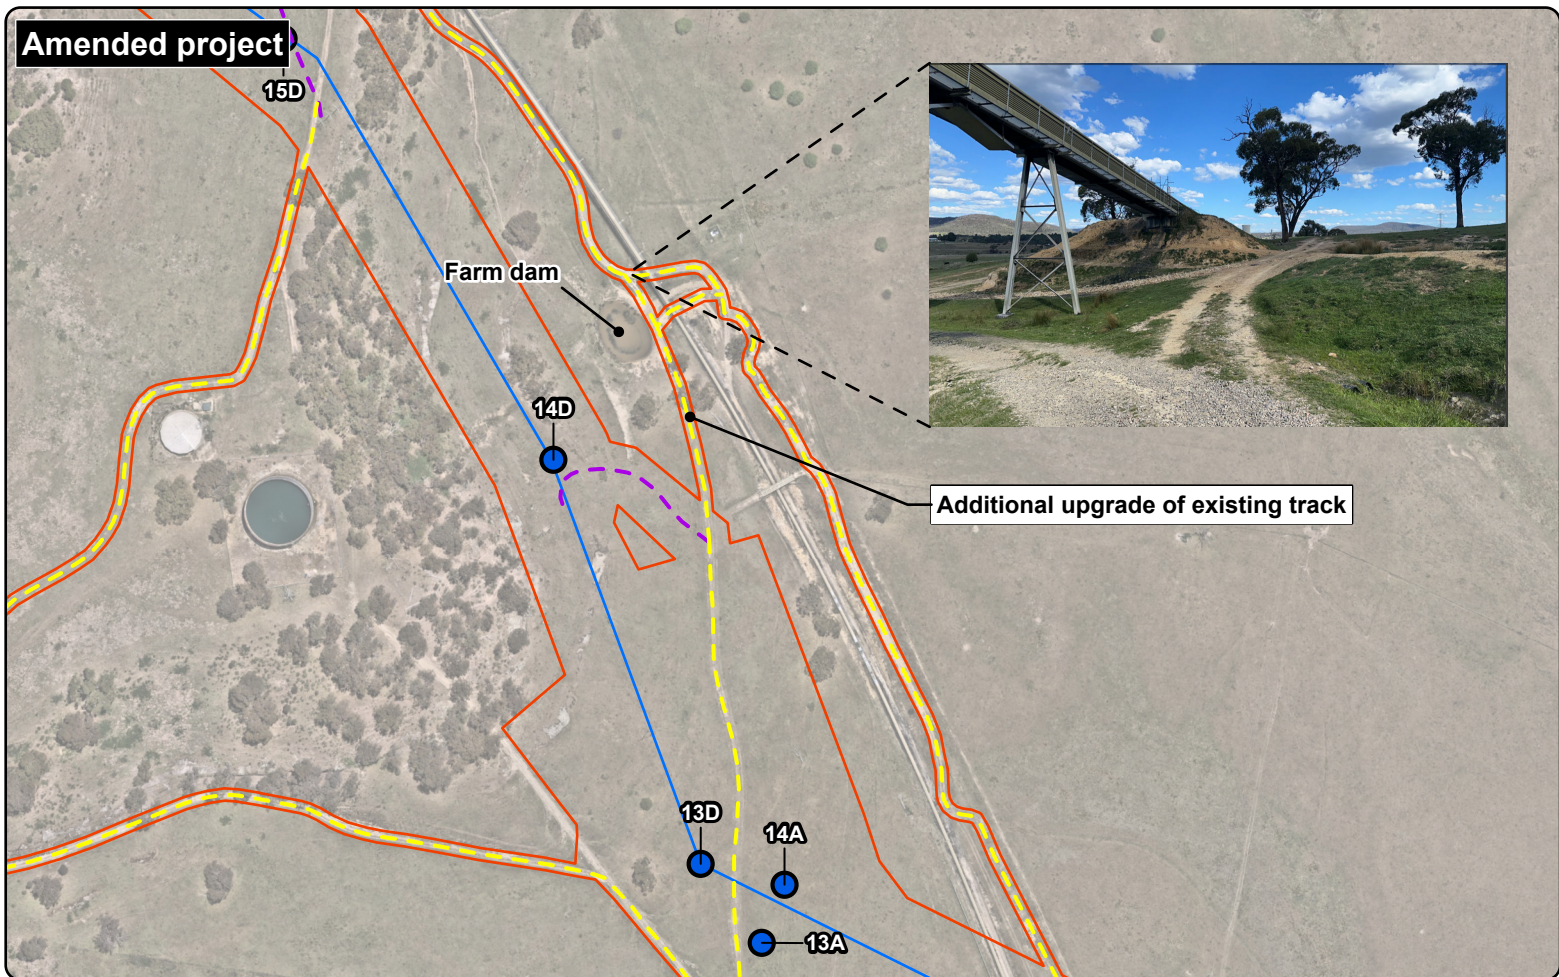 Amended project
15D
Farm dam
14D
Additional upgrade of existing track
13D
14A
13A